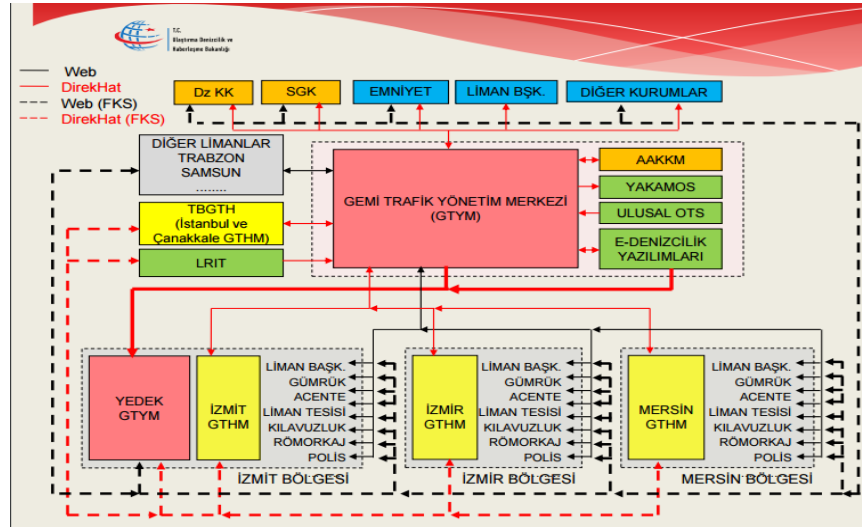 T.C.
Ulaştırma Denizcilik ve
Haberleşme Bakanlığı
Web
DirekHat
Web (FKS)
DirekHat (FKS)
Dz KK
SGK
EMNİYET
LİMAN BŞK.
DİĞER KURUMLAR
DİĞER LİMANLAR
TRABZON
SAMSUN
........
TBGTH
(İstanbul ve
Çanakkale GTHM)
LRIT
GEMİ TRAFİK YÖNETİM MERKEZİ
(GTYM)
AAKKM
YAKAMOS
ULUSAL OTS
E-DENİZCİLİK
YAZILIMLARI
YEDEK
GTYM
İZMİT
GTHM
LİMAN BAŞK.
GÜMRÜK
ACENTE
LİMAN TESİSİ
KILAVUZLUK
RÖMORKAJ
POLİS
İZMİT BÖLGESİ
İZMİR
GTHM
LİMAN BAŞK.
GÜMRÜK
ACENTE
LİMAN TESİSİ
KILAVUZLUK
RÖMORKAJ
POLİS
İZMİR BÖLGESİ
MERSİN
GTHM
LİMAN BAŞK.
GÜMRÜK
ACENTE
LİMAN TESİSİ
KILAVUZLUK
RÖMORKAJ
POLİS
MERSİN BÖLGESİ